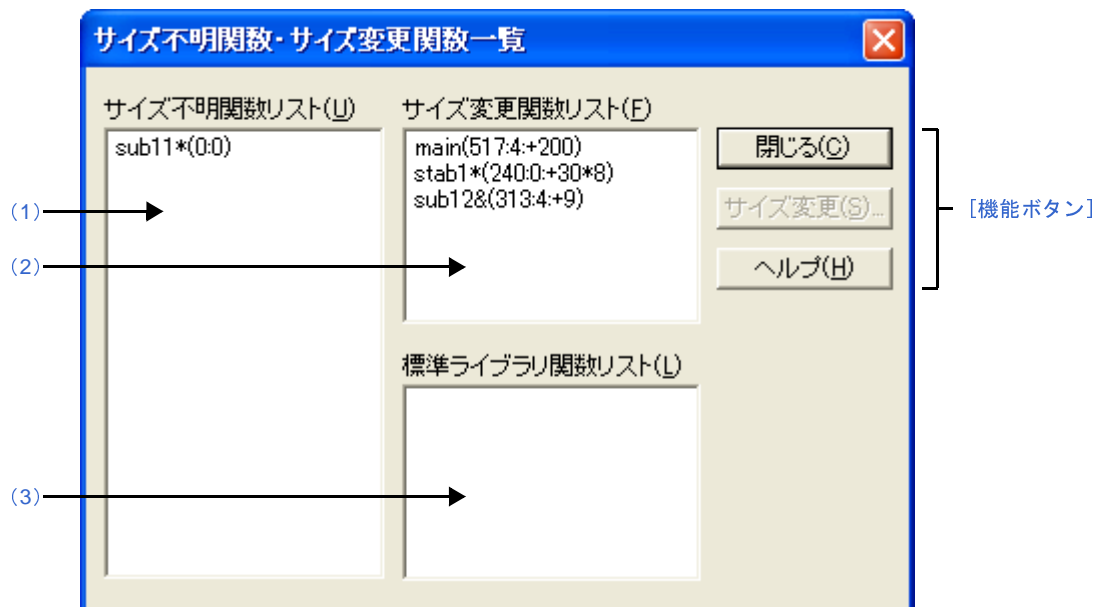 サイズ不明関数・サイズ変更関数一覧
サイズ不明関数リスト(U)
サイズ変更関数リスト(F)
sub11*(0:0)
main(517:4:+200)
stab1*(240:0:+30*8)
sub12&(313:4:+9)
閉じる(C)
サイズ変更(S)...
ヘルプ(H)
[機能ボタン]
(1)
(2)
標準ライブラリ関数リスト(L)
(3)